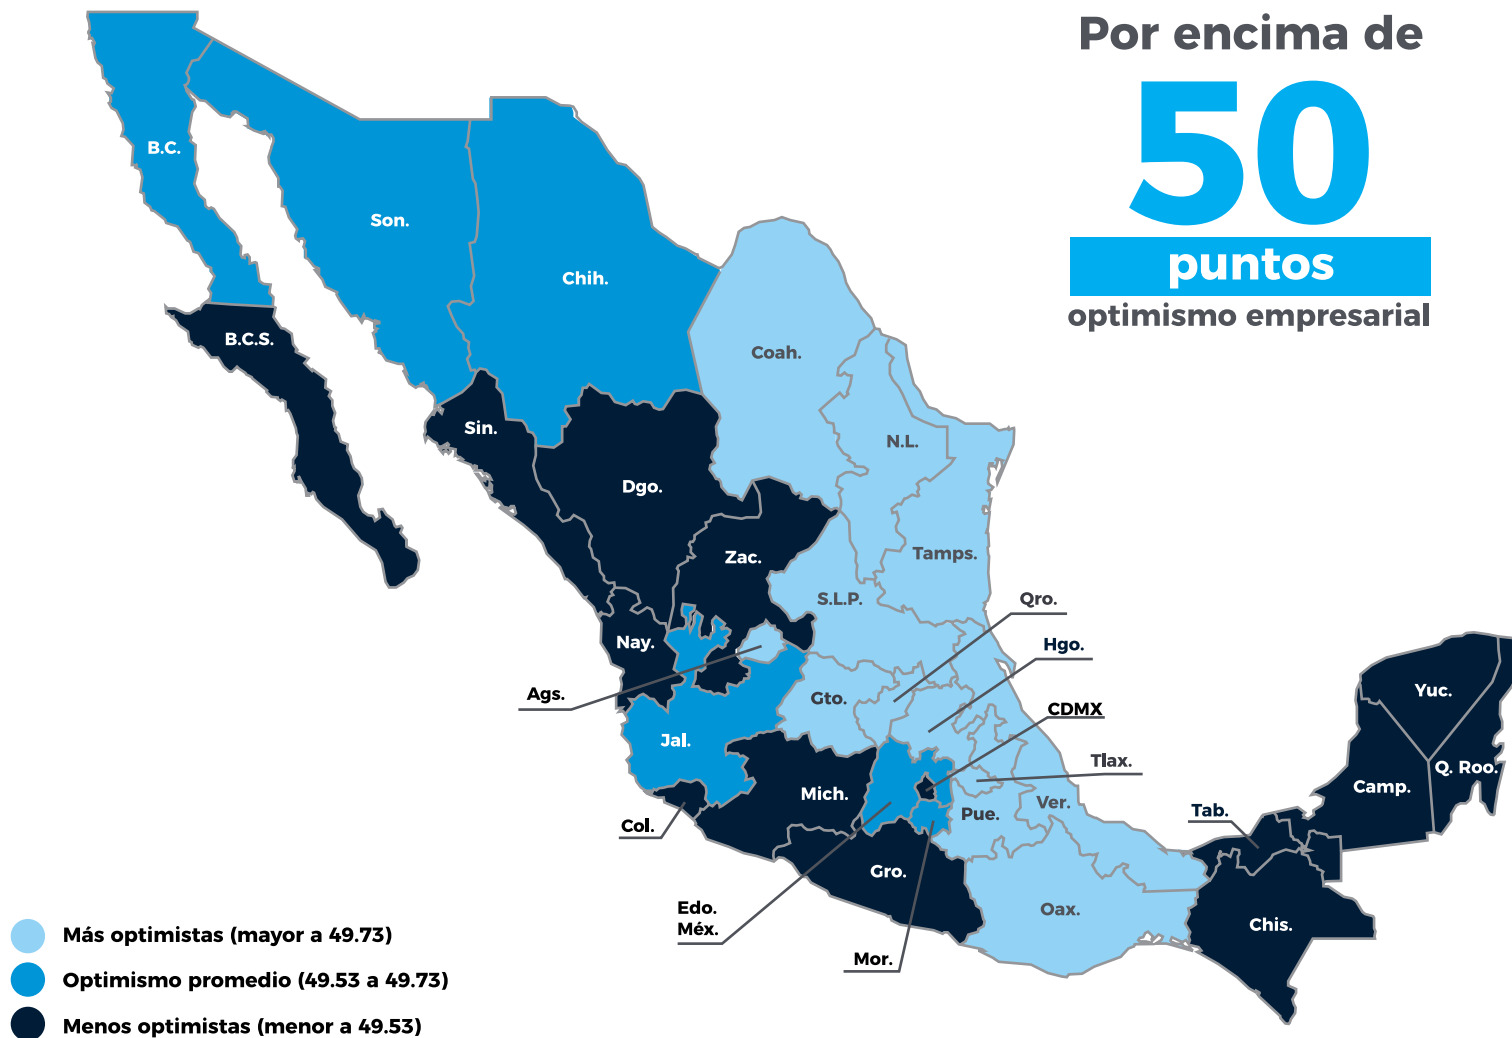 Por encima de
50
puntos
optimismo empresarial
B.C.
Son.
Chih.
B.C.S.
Coah.
Sin.
N.L.
Dgo.
Zac.
Tamps.
S.L.P.
Qro.
Nay.
Hgo.
Ags.
Gto.
Yuc.
CDMX
Jal.
Tlax.
Q. Roo.
Mich.
Camp.
Ver.
Pue.
Tab.
Col.
Gro.
Edo.
Méx.
Oax.
Chis.
Mor.
Más optimistas (mayor a 49.73)
Optimismo promedio (49.53 a 49.73)
Menos optimistas (menor a 49.53)